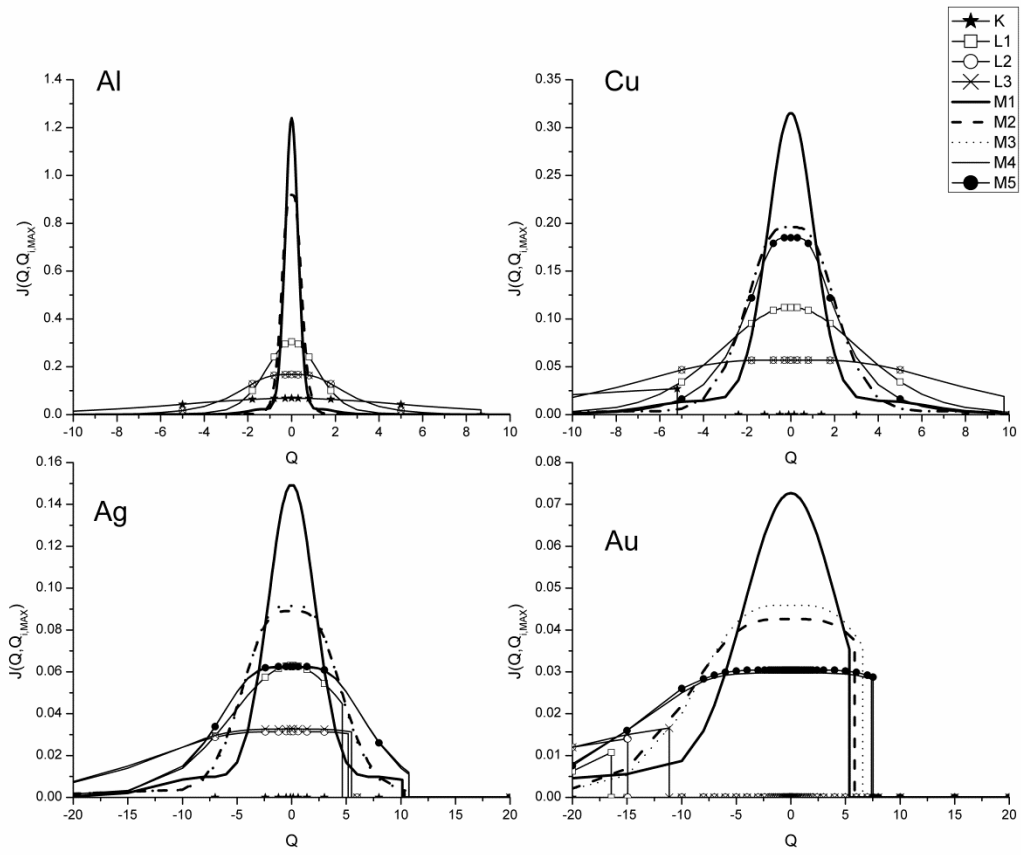 K
L1
L2
L3
M1
M2
M3
M4
M5
Al
1.4
1.2
1.0
0.8
0.6
0.4
0.2
0.0
J(Q,Qi,MAX)
-10 -8 -6 -4 -2 0 2 4 6 8 10
Q
Cu
0.35
0.30
0.25
0.20
0.15
0.10
0.05
0.00
J(Q,Qi,MAX)
-10 -8 -6 -4 -2 0 2 4 6 8 10
Q
Ag
0.16
0.14
0.12
0.10
0.08
0.06
0.04
0.02
0.00
J(Q,Qi,MAX)
-20 -15 -10 -5 0 5 10 15 20
Q
Au
0.08
0.07
0.06
0.05
0.04
0.03
0.02
0.01
0.00
J(Q,Qi,MAX)
-20 -15 -10 -5 0 5 10 15 20
Q